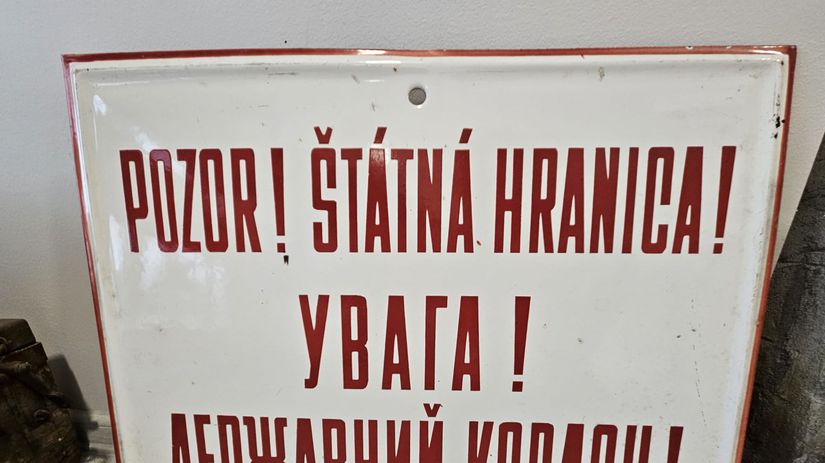 POZOR! ŠTÁTNÁ HRANICA!
УВАГА!
ДЕРЖАВНИЙ КОРДОН!